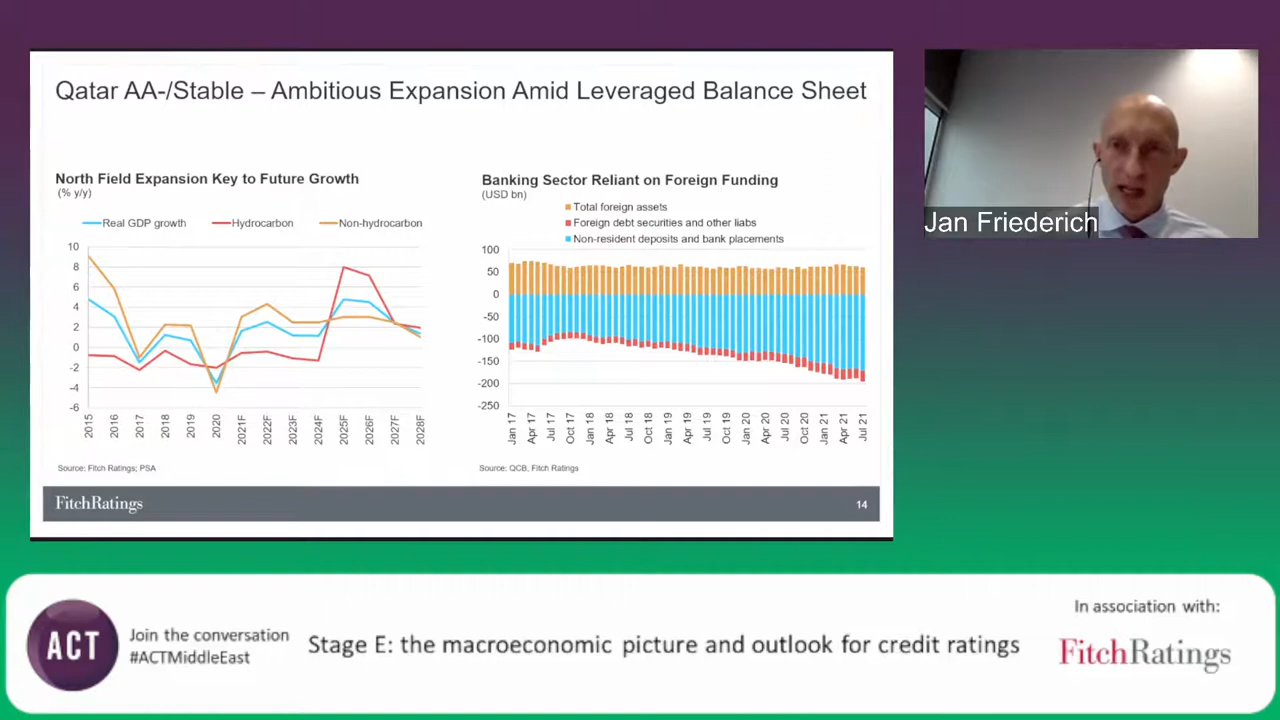 Qatar AA-/Stable – Ambitious Expansion Amid Leveraged Balance Sheet
North Field Expansion Key to Future Growth
(% y/y)
Real GDP growth
Hydrocarbon
Non-hydrocarbon
10
8
6
4
2
0
-2
-4
-6
2015
2016
2017
2018
2019
2020
2021F
2022F
2023F
2024F
2025F
2026F
2027F
2028F
Source: Fitch Ratings; PSA
Banking Sector Reliant on Foreign Funding
(USD bn)
Total foreign assets
Foreign debt securities and other liabs
Non-resident deposits and bank placements
100
50
0
-50
-100
-150
-200
-250
Jan 17
Apr 17
Jul 17
Oct 17
Jan 18
Apr 18
Jul 18
Oct 18
Jan 19
Apr 19
Jul 19
Oct 19
Jan 20
Apr 20
Jul 20
Oct 20
Jan 21
Apr 21
Jul 21
Source: QCB, Fitch Ratings
FitchRatings
14
Jan Friederich
ACT
Join the conversation
#ACTMiddleEast
Stage E: the macroeconomic picture and outlook for credit ratings
In association with:
FitchRatings